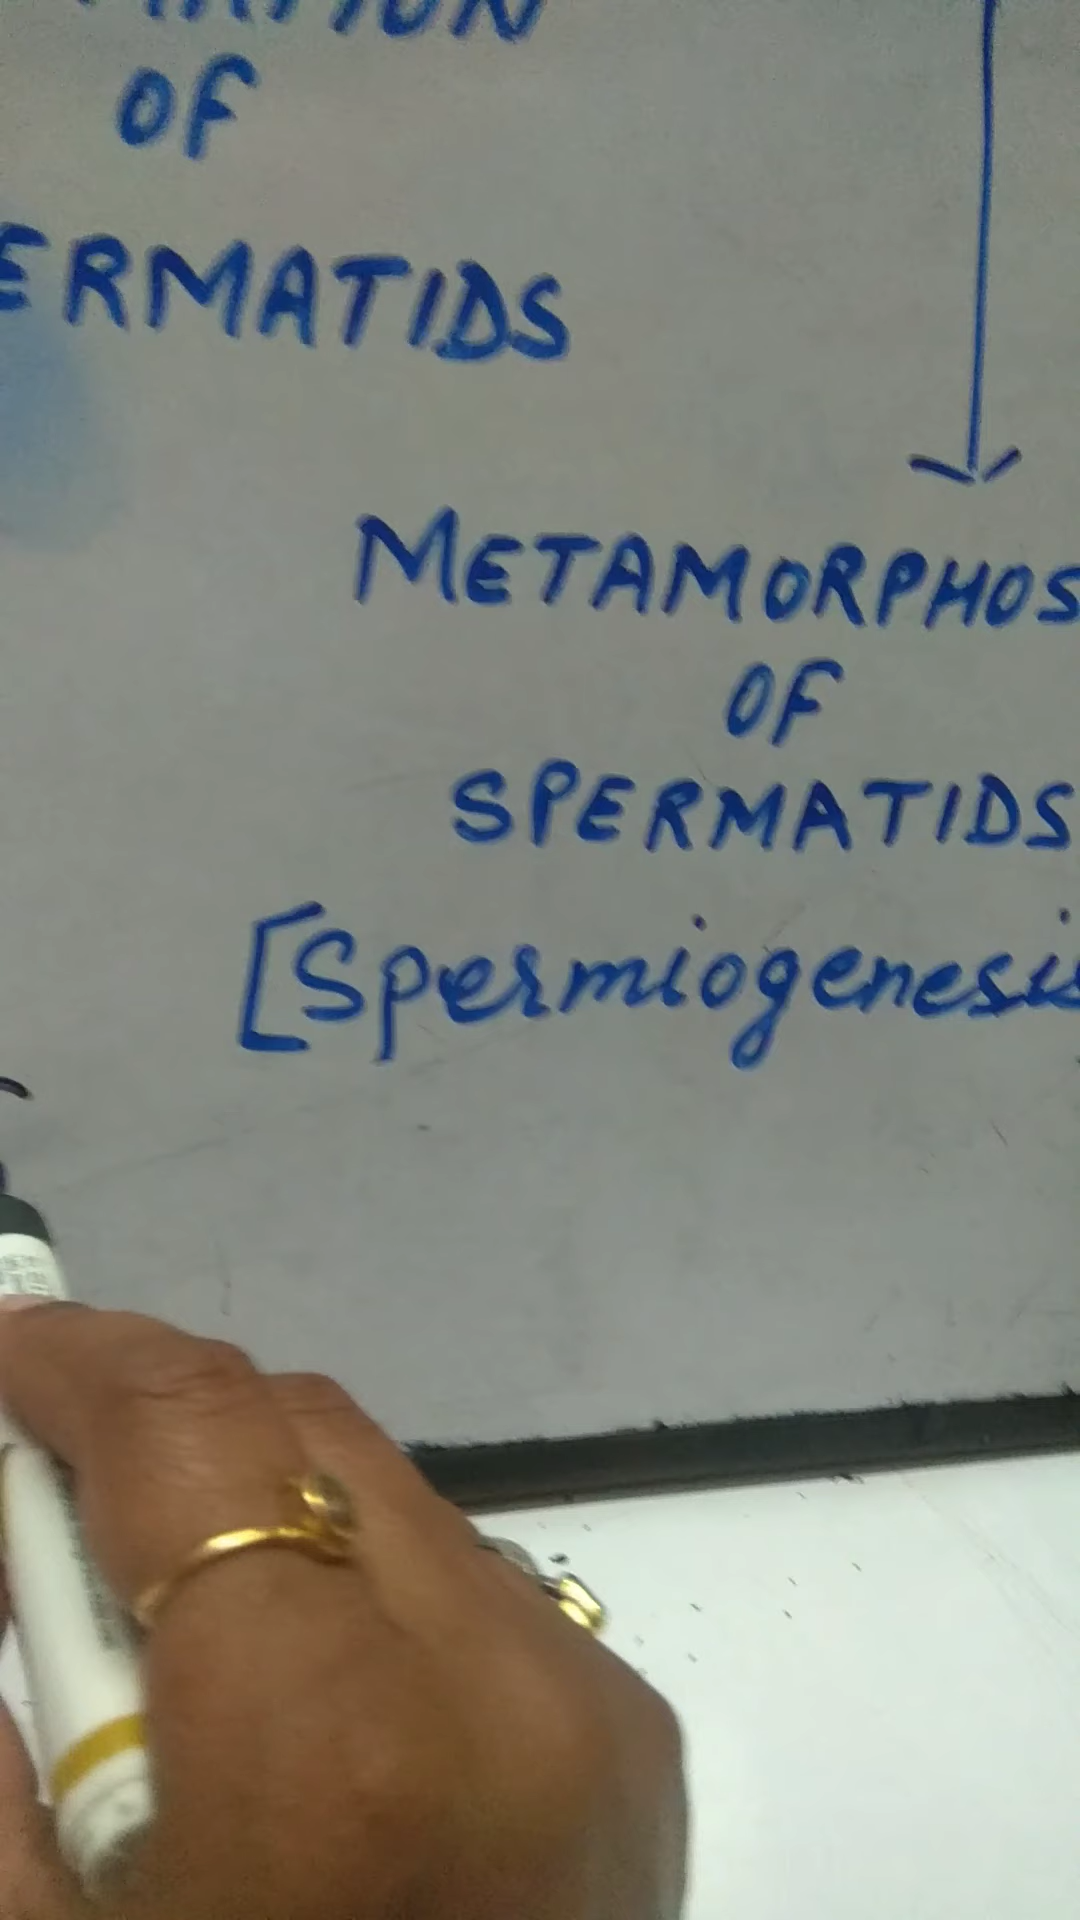 OF
ERMATIDS
METAMORPHOS
OF
SPERMATIDS
[Spermiogenesis